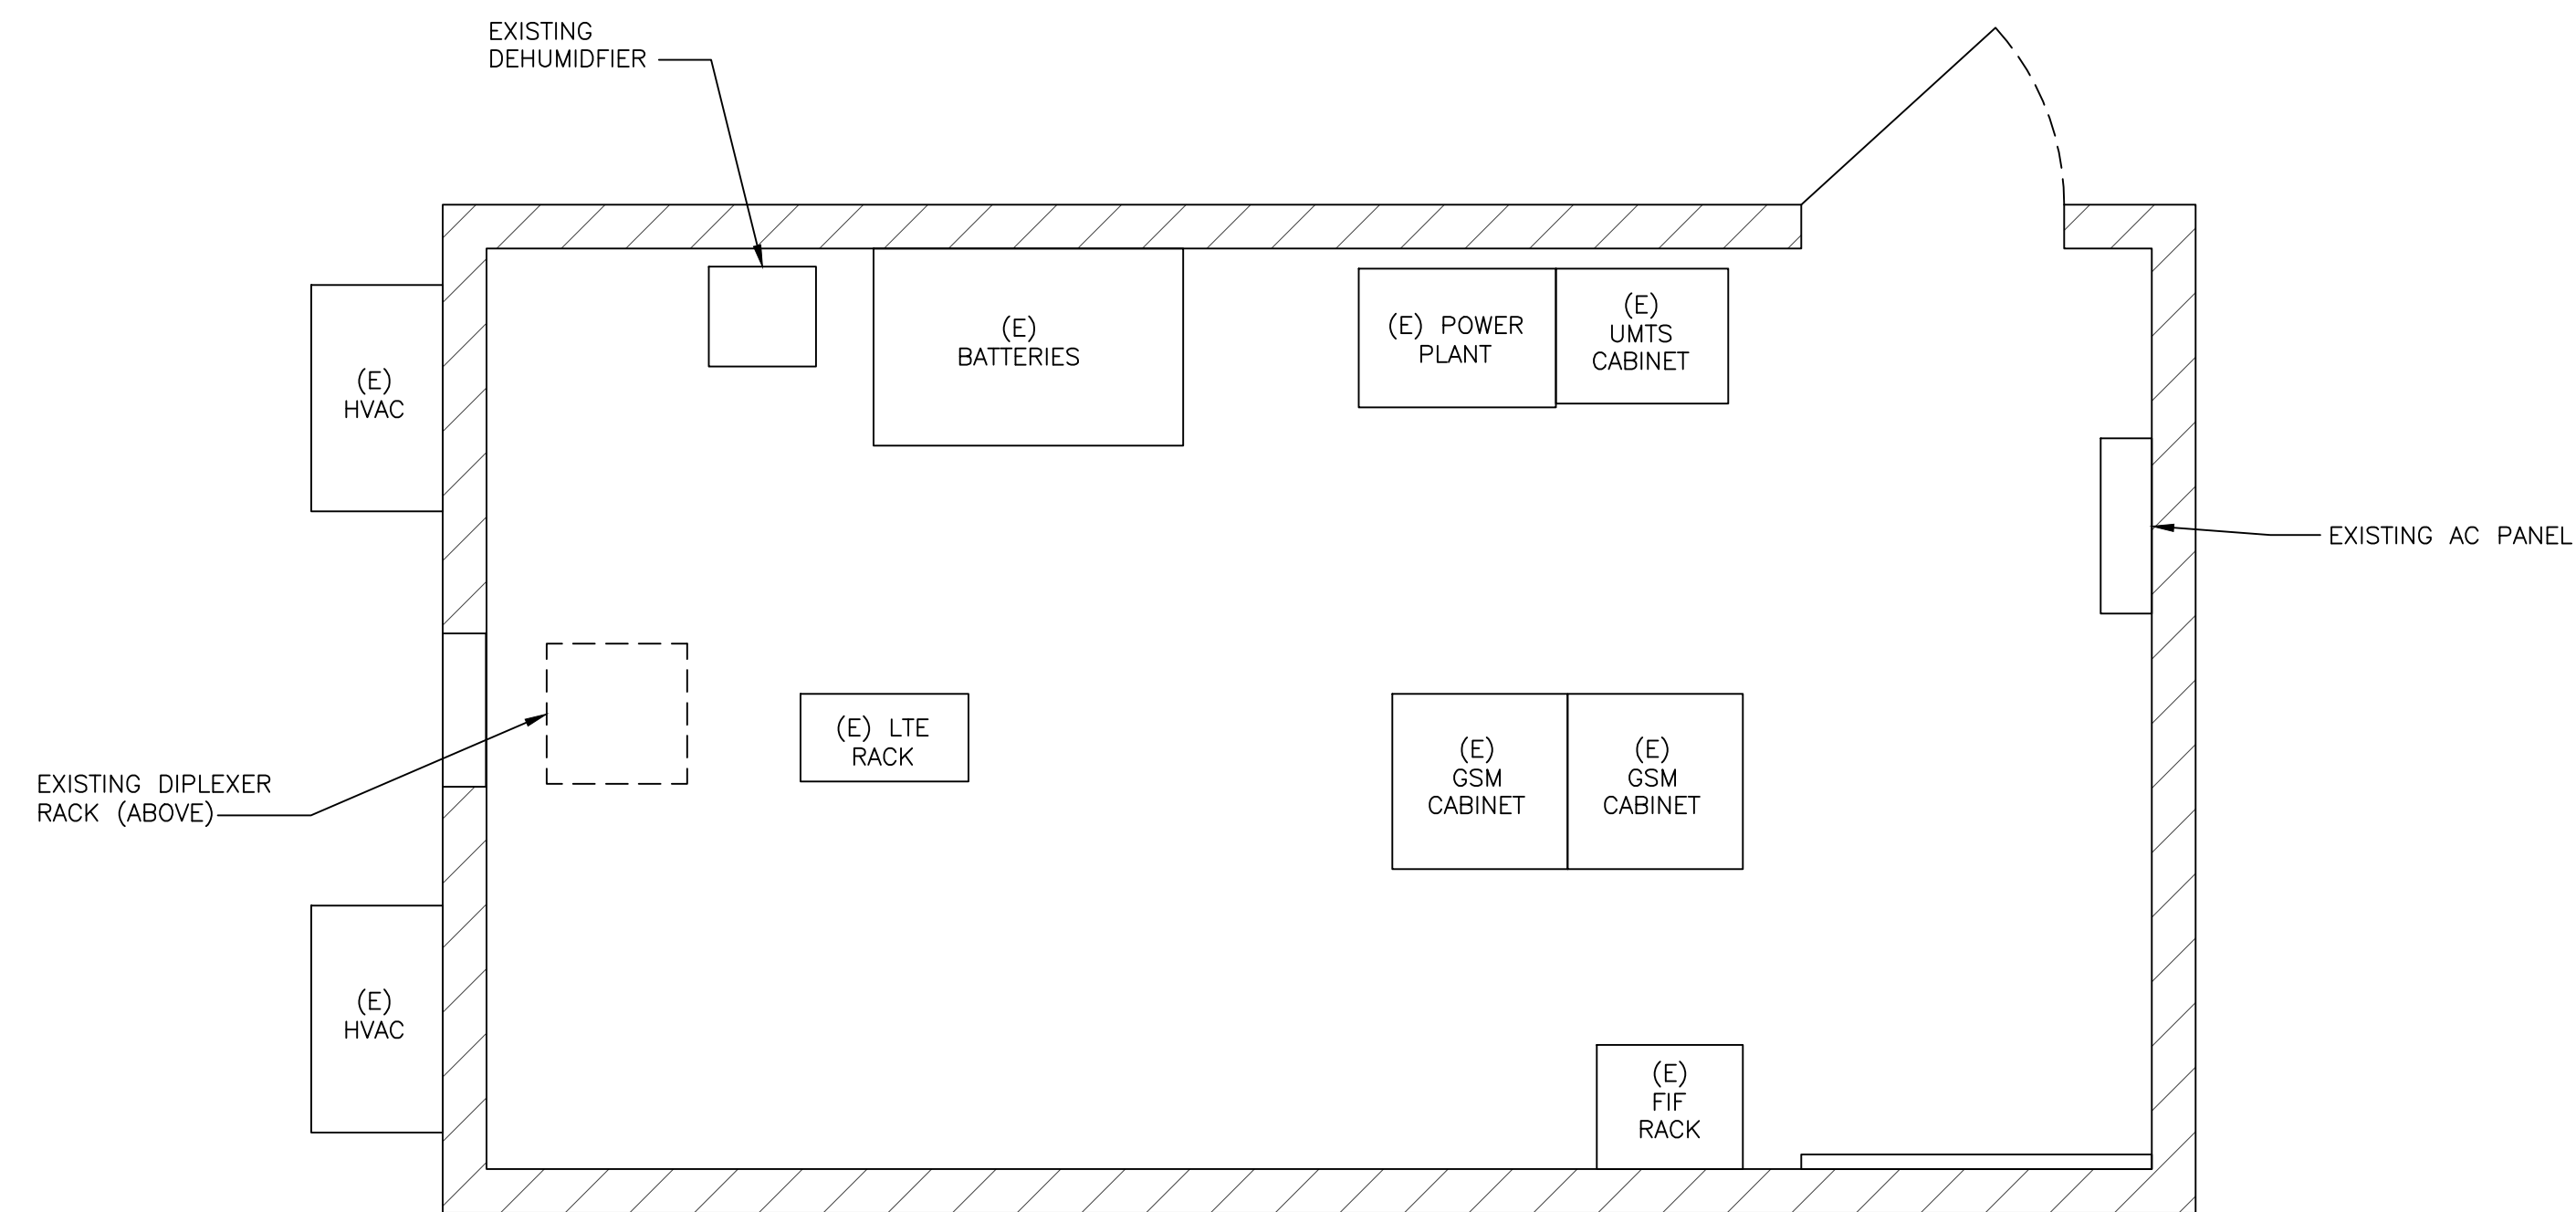 EXISTING
DEHUMIDFIER
(E)
HVAC
(E)
BATTERIES
(E) POWER
PLANT
(E)
UMTS
CABINET
EXISTING AC PANEL
EXISTING DIPLEXER
RACK (ABOVE)
(E) LTE
RACK
(E)
GSM
CABINET
(E)
GSM
CABINET
(E)
HVAC
(E)
FIF
RACK